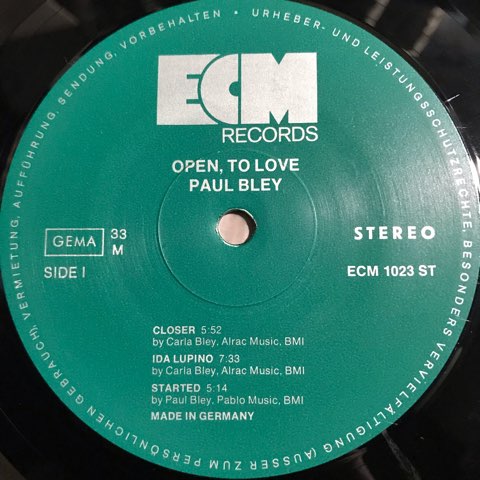 URHEBER- UND LEISTUNGSSCHUTZRECHTE, BESONDERS VERVIELFÄLTIGUNG (AUSSER ZUM PERSÖNLICHEN GEBRAUCH), VERMIETUNG, AUFFÜHRUNG, SENDUNG, VORBEHALTEN ·
ECM
RECORDS
OPEN, TO LOVE
PAUL BLEY
GEMA 33 STEREO
M
SIDE I ECM 1023 ST
CLOSER 5:52
by Carla Bley, Alrac Music, BMI
IDA LUPINO 7:33
by Carla Bley, Alrac Music, BMI
STARTED 5:14
by Paul Bley, Pablo Music, BMI
MADE IN GERMANY